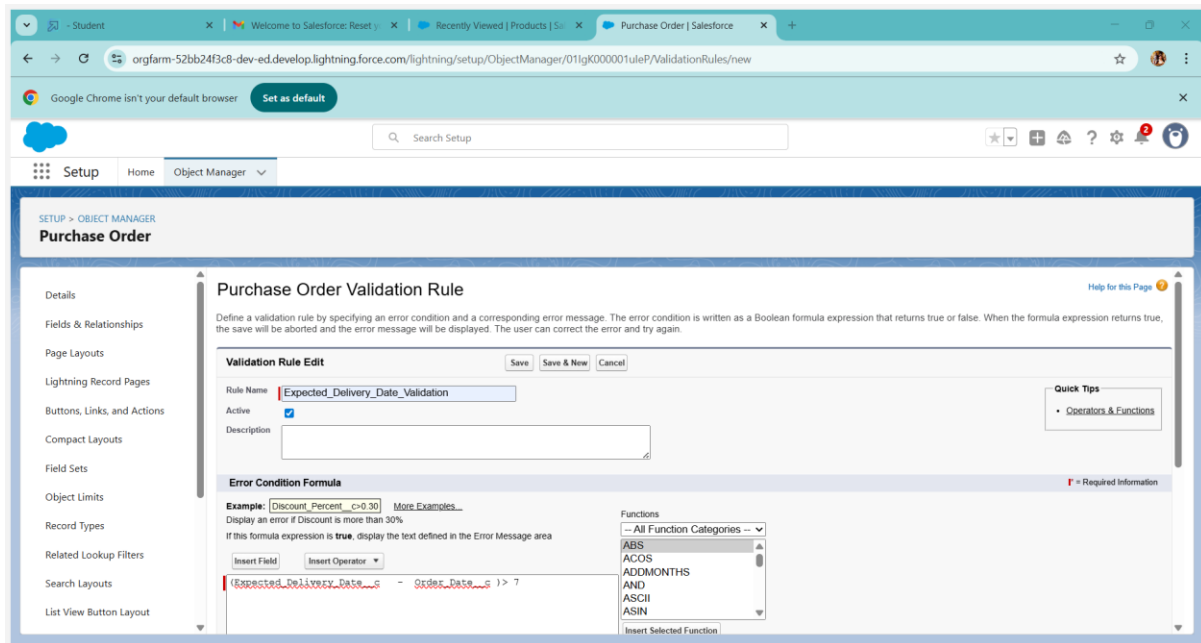 - Student
Welcome to Salesforce: Reset y
Recently Viewed | Products | Sal
Purchase Order | Salesforce
orgfarm-52bb24f3c8-dev-ed.develop.lightning.force.com/lightning/setup/ObjectManager/01IgK000001uleP/ValidationRules/new
Google Chrome isn't your default browser
Set as default
Search Setup
2
Setup
Home
Object Manager
SETUP > OBJECT MANAGER
Purchase Order
Details
Fields & Relationships
Page Layouts
Lightning Record Pages
Buttons, Links, and Actions
Compact Layouts
Field Sets
Object Limits
Record Types
Related Lookup Filters
Search Layouts
List View Button Layout
Purchase Order Validation Rule
Help for this Page
Define a validation rule by specifying an error condition and a corresponding error message. The error condition is written as a Boolean formula expression that returns true or false. When the formula expression returns true,
the save will be aborted and the error message will be displayed. The user can correct the error and try again.
Validation Rule Edit
Save
Save & New
Cancel
Rule Name
Expected_Delivery_Date_Validation
Active
Description
Quick Tips
• Operators & Functions
Error Condition Formula
= Required Information
Example: Discount_Percent__c>0.30 More Examples...
Display an error if Discount is more than 30%
If this formula expression is true, display the text defined in the Error Message area
Insert Field
Insert Operator
(Expected_Delivery_Date__c - Order_Date__c )> 7
Functions
-- All Function Categories --
ABS
ACOS
ADDMONTHS
AND
ASCII
ASIN
Insert Selected Function